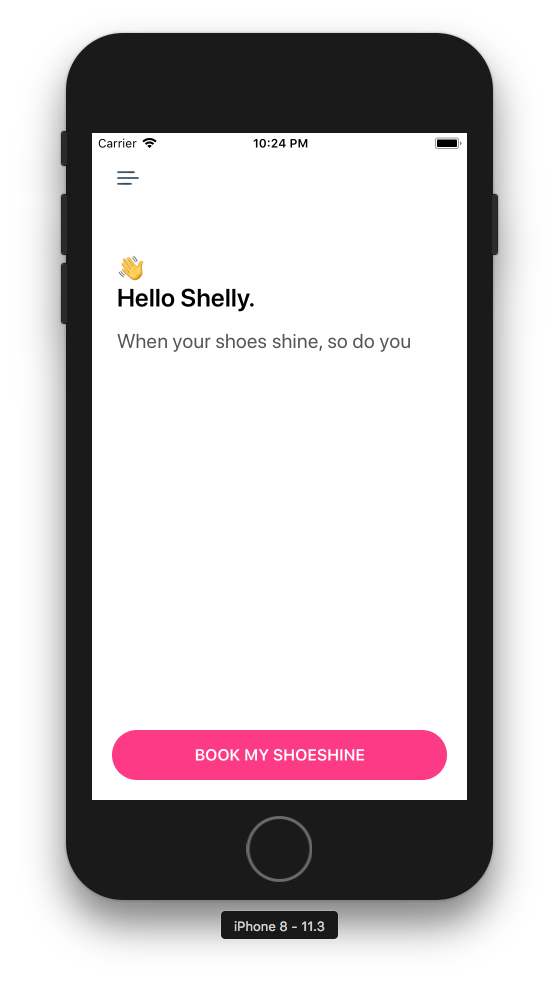 Carrier 10:24 PM
👋
Hello Shelly.
When your shoes shine, so do you
BOOK MY SHOESHINE
iPhone 8 - 11.3